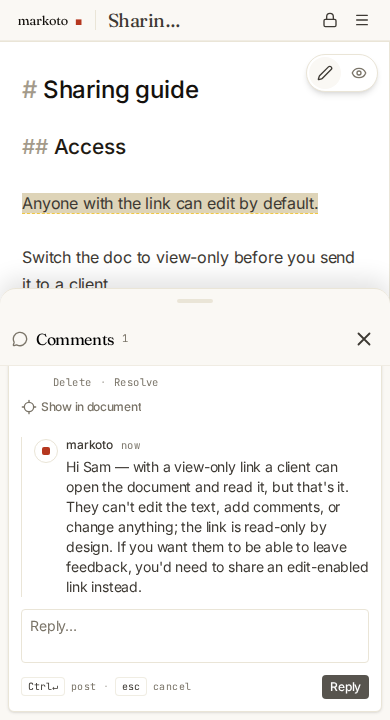 markoto
Sharin...
# Sharing guide
## Access
Anyone with the link can edit by default.
Switch the doc to view-only before you send
it to a client
Comments 1
Delete · Resolve
Show in document
markoto now
Hi Sam — with a view-only link a client can
open the document and read it, but that's it.
They can't edit the text, add comments, or
change anything; the link is read-only by
design. If you want them to be able to leave
feedback, you'd need to share an edit-enabled
link instead.
Reply...
Ctrl↵ post · esc cancel
Reply